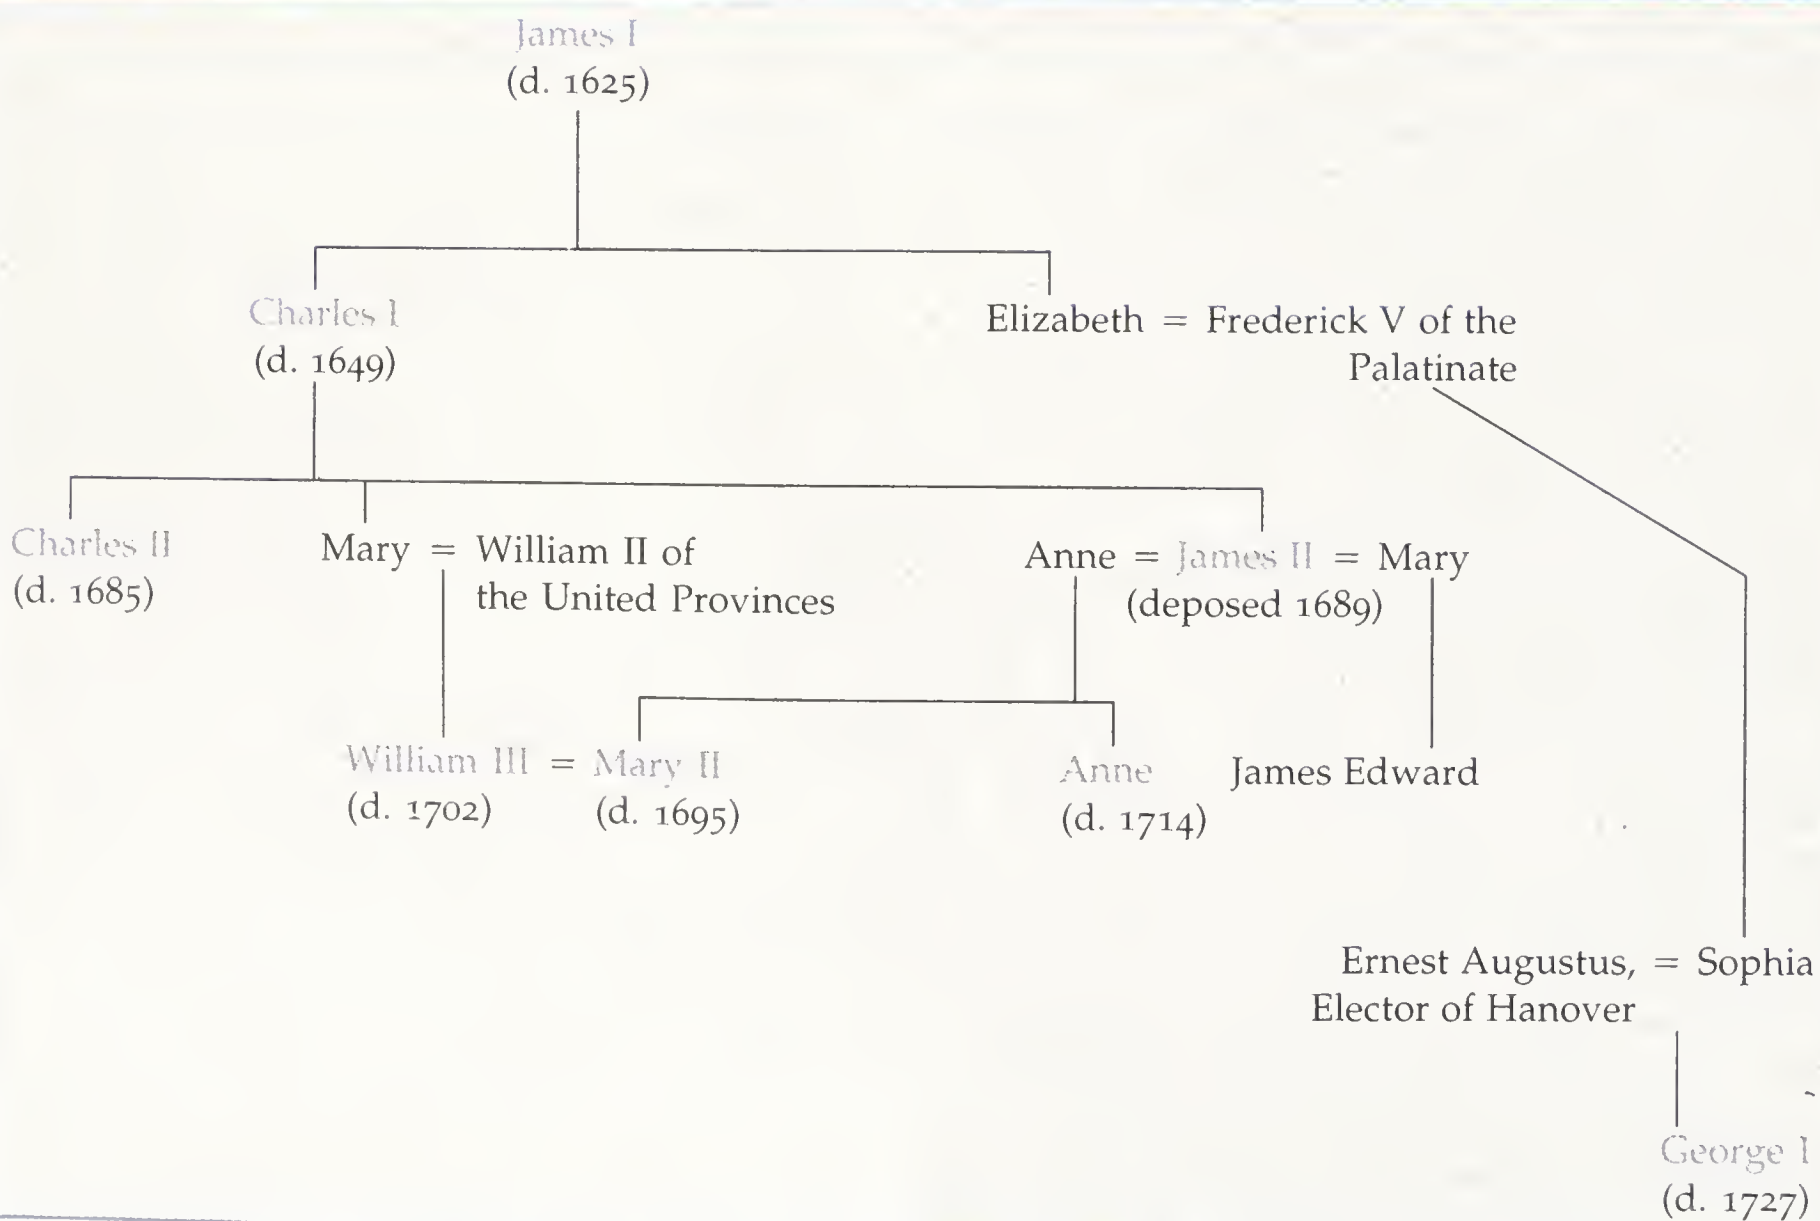 James I
(d. 1625)
Charles I
(d. 1649)
Elizabeth = Frederick V of the
Palatinate
Charles II
(d. 1685)
Mary = William II of
the United Provinces
Anne = James II = Mary
(deposed 1689)
William III = Mary II
(d. 1702)
(d. 1695)
Anne
(d. 1714)
James Edward
Ernest Augustus, = Sophia
Elector of Hanover
George I
(d. 1727)